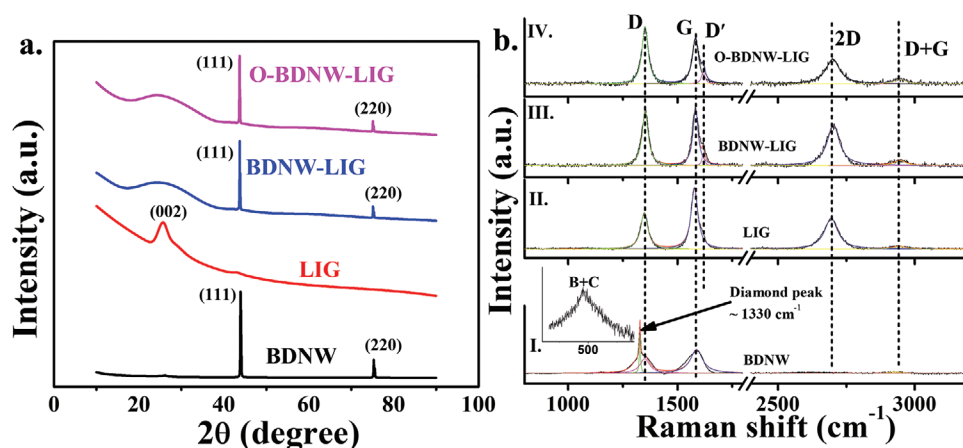 a.
Intensity (a.u.)
(111)
O-BDNW-LIG
(220)
(111)
BDNW-LIG
(220)
(002)
LIG
(111)
BDNW
(220)
0 20 40 60 80 100
2θ (degree)
b.
Intensity (a.u.)
IV.
D G D′ 2D D+G
O-BDNW-LIG
III.
BDNW-LIG
II.
LIG
B+C
500
Diamond peak
~ 1330 cm-1
I.
BDNW
1000 1500 2500 3000
Raman shift (cm-1)